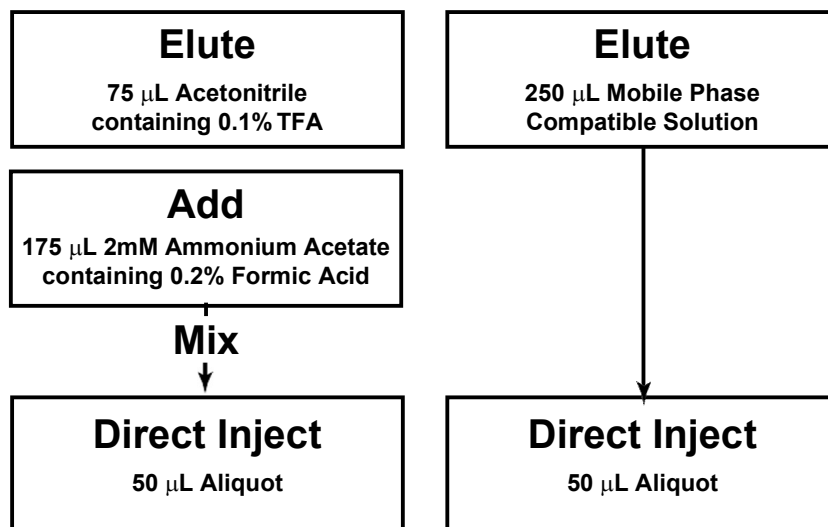 Elute
75 μL Acetonitrile
containing 0.1% TFA
Add
175 μL 2mM Ammonium Acetate
containing 0.2% Formic Acid
Mix
Direct Inject
50 μL Aliquot
Elute
250 μL Mobile Phase
Compatible Solution
Direct Inject
50 μL Aliquot